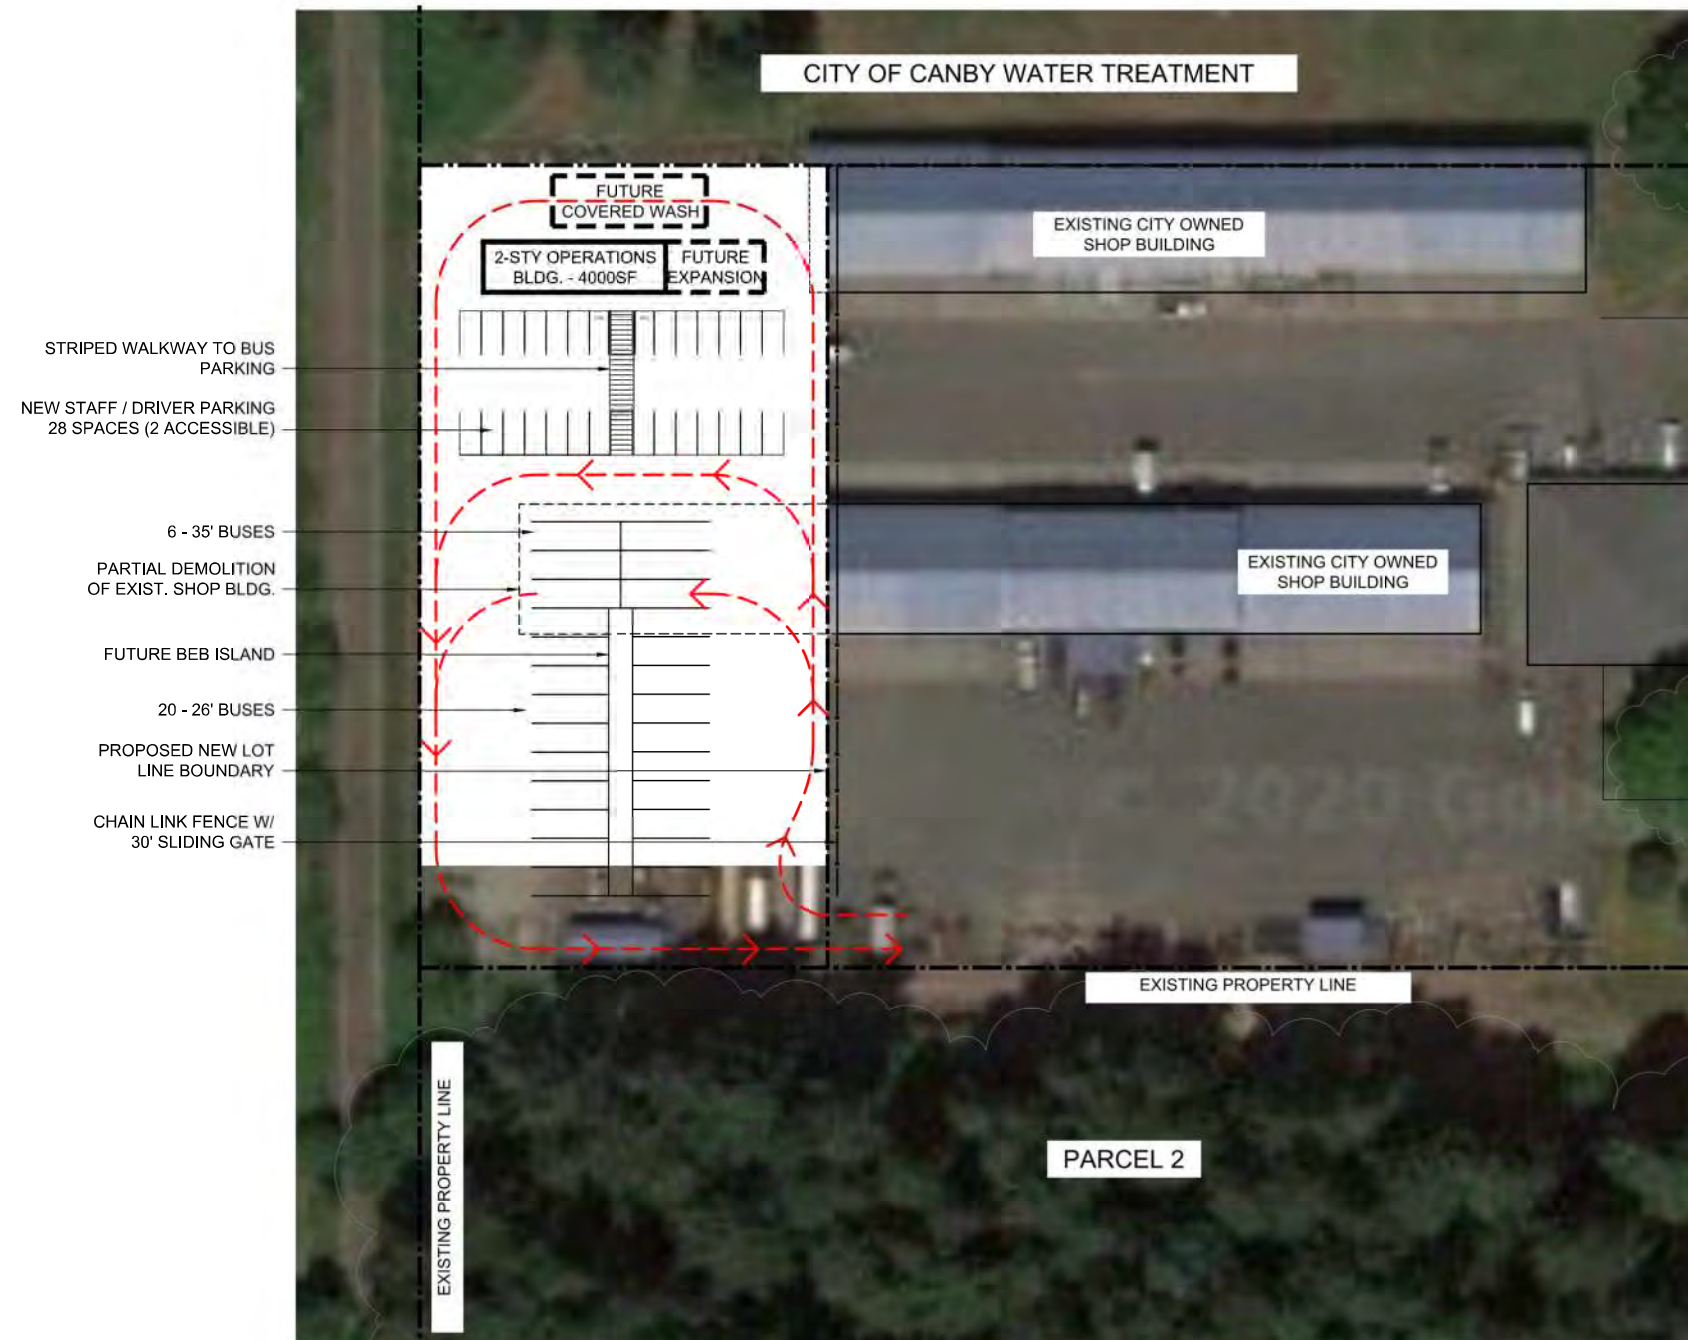 CITY OF CANBY WATER TREATMENT
FUTURE
COVERED WASH
EXISTING CITY OWNED
SHOP BUILDING
2-STY OPERATIONS
BLDG. - 4000SF
FUTURE
EXPANSION
STRIPED WALKWAY TO BUS
PARKING
NEW STAFF / DRIVER PARKING
28 SPACES (2 ACCESSIBLE)
6 - 35' BUSES
PARTIAL DEMOLITION
OF EXIST. SHOP BLDG.
EXISTING CITY OWNED
SHOP BUILDING
FUTURE BEB ISLAND
20 - 26' BUSES
PROPOSED NEW LOT
LINE BOUNDARY
CHAIN LINK FENCE W/
30' SLIDING GATE
EXISTING PROPERTY LINE
EXISTING PROPERTY LINE
PARCEL 2